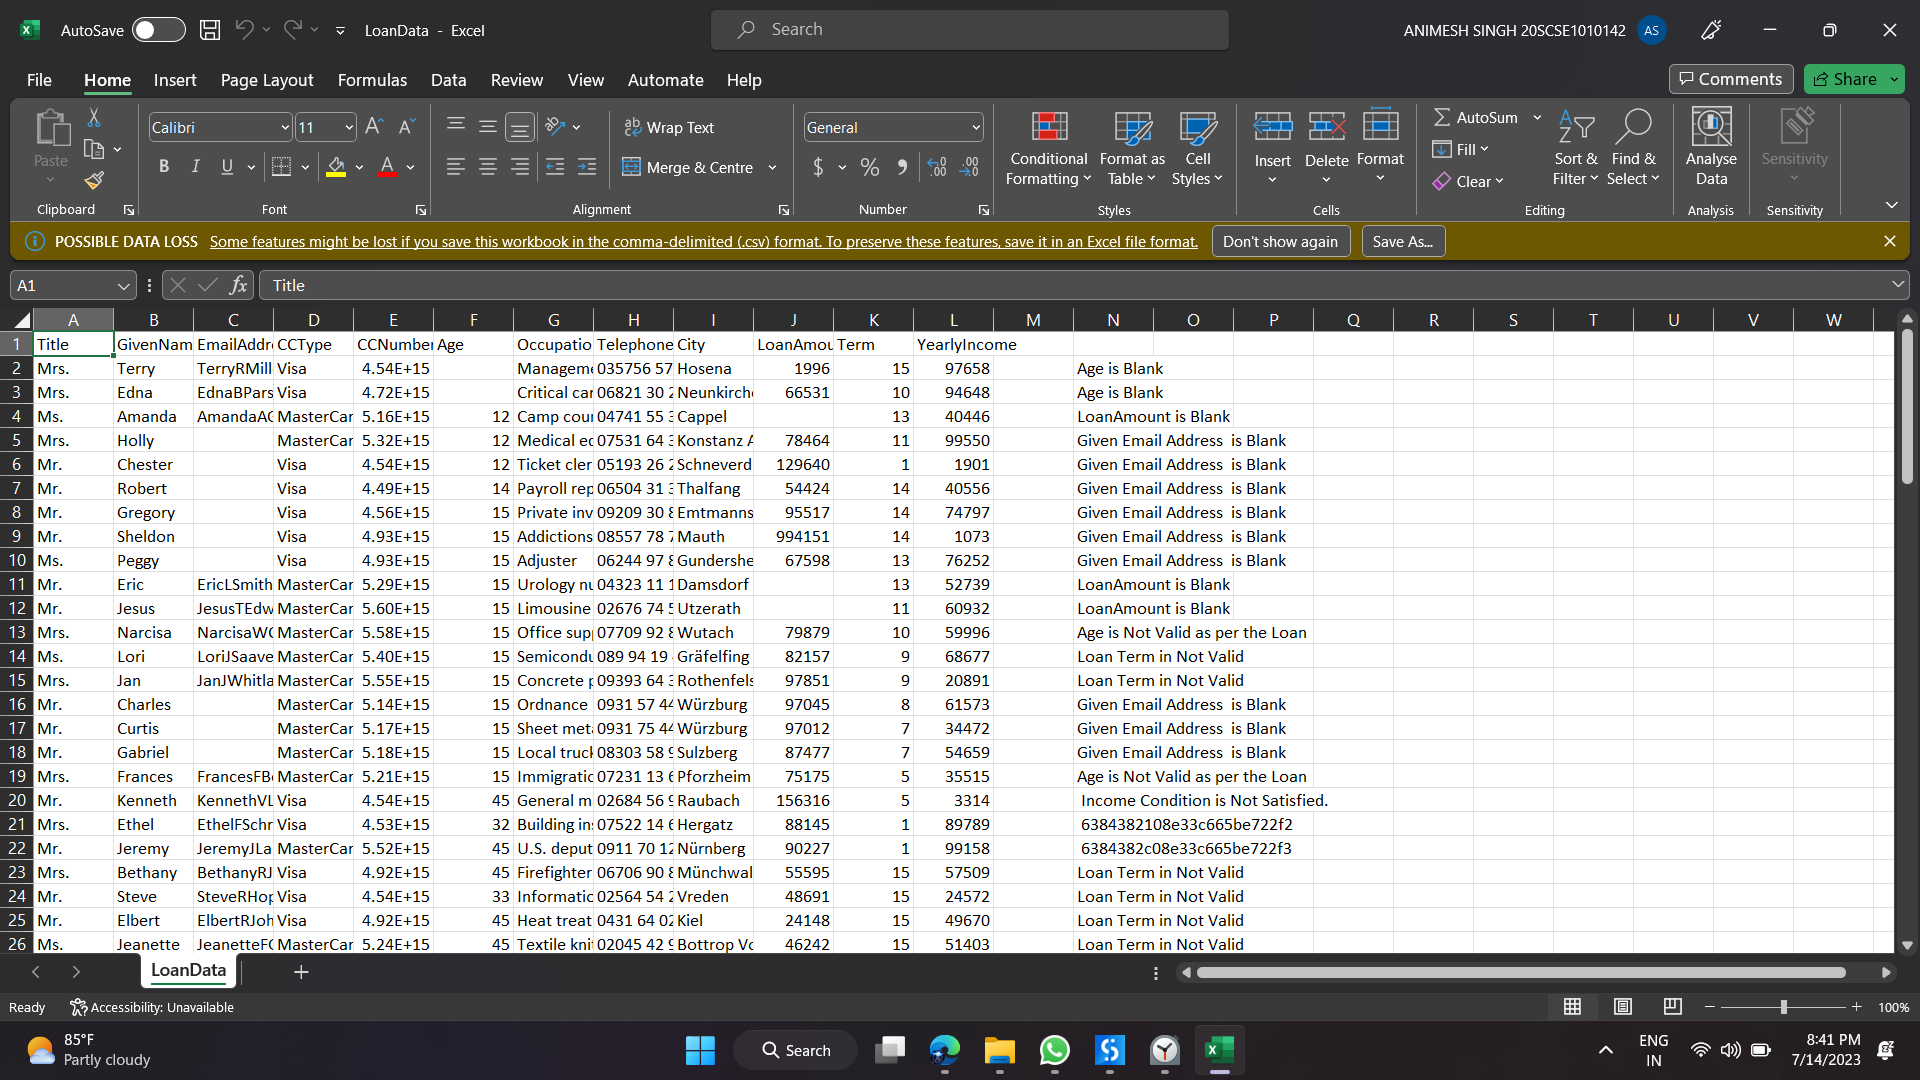 AutoSave LoanData - Excel Search ANIMESH SINGH 20SCSE1010142 AS
File Home Insert Page Layout Formulas Data Review View Automate Help Comments Share
Paste Calibri 11 Wrap Text General Conditional Formatting Format as Table Cell Styles Insert Delete Format AutoSum Fill Clear Sort & Filter Find & Select Analyse Data Sensitivity
B I U A Merge & Centre $ %
Clipboard Font Alignment Number Styles Cells Editing Analysis Sensitivity
POSSIBLE DATA LOSS Some features might be lost if you save this workbook in the comma-delimited (.csv) format. To preserve these features, save it in an Excel file format. Don't show again Save As...
A1 fx Title
A B C D E F G H I J K L M N O P Q R S T U V W
1 Title GivenNam EmailAddre CCType CCNumber Age Occupatio Telephone City LoanAmou Term YearlyIncome
2 Mrs. Terry TerryRMill Visa 4.54E+15 Manageme 035756 57 Hosena 1996 15 97658 Age is Blank
3 Mrs. Edna EdnaBPars Visa 4.72E+15 Critical car 06821 30 2 Neunkirche 66531 10 94648 Age is Blank
4 Ms. Amanda AmandaAG MasterCar 5.16E+15 12 Camp cou 04741 55 3 Cappel 13 40446 LoanAmount is Blank
5 Mrs. Holly MasterCar 5.32E+15 12 Medical ec 07531 64 3 Konstanz A 78464 11 99550 Given Email Address  is Blank
6 Mr. Chester Visa 4.54E+15 12 Ticket cler 05193 26 2 Schneverd 129640 1 1901 Given Email Address  is Blank
7 Mr. Robert Visa 4.49E+15 14 Payroll rep 06504 31 3 Thalfang 54424 14 40556 Given Email Address  is Blank
8 Mr. Gregory Visa 4.56E+15 15 Private inv 09209 30 8 Emtmanns 95517 14 74797 Given Email Address  is Blank
9 Mr. Sheldon Visa 4.93E+15 15 Addictions 08557 78 7 Mauth 994151 14 1073 Given Email Address  is Blank
10 Ms. Peggy Visa 4.93E+15 15 Adjuster 06244 97 8 Gundershe 67598 13 76252 Given Email Address  is Blank
11 Mr. Eric EricLSmith MasterCar 5.29E+15 15 Urology nu 04323 11 1 Damsdorf 13 52739 LoanAmount is Blank
12 Mr. Jesus JesusTEdw MasterCar 5.60E+15 15 Limousine 02676 74 5 Utzerath 11 60932 LoanAmount is Blank
13 Mrs. Narcisa NarcisaWC MasterCar 5.58E+15 15 Office sup 07709 92 8 Wutach 79879 10 59996 Age is Not Valid as per the Loan
14 Ms. Lori LoriJSaave MasterCar 5.40E+15 15 Semicondu 089 94 19 Gräfelfing 82157 9 68677 Loan Term in Not Valid
15 Mrs. Jan JanJWhitla MasterCar 5.55E+15 15 Concrete p 09393 64 3 Rothenfels 97851 9 20891 Loan Term in Not Valid
16 Mr. Charles MasterCar 5.14E+15 15 Ordnance 0931 57 44 Würzburg 97045 8 61573 Given Email Address  is Blank
17 Mr. Curtis MasterCar 5.17E+15 15 Sheet meta 0931 75 44 Würzburg 97012 7 34472 Given Email Address  is Blank
18 Mr. Gabriel MasterCar 5.18E+15 15 Local truck 08303 58 9 Sulzberg 87477 7 54659 Given Email Address  is Blank
19 Mrs. Frances FrancesFBe MasterCar 5.21E+15 15 Immigratio 07231 13 6 Pforzheim 75175 5 35515 Age is Not Valid as per the Loan
20 Mr. Kenneth KennethVL Visa 4.54E+15 45 General m 02684 56 9 Raubach 156316 5 3314 Income Condition is Not Satisfied.
21 Mrs. Ethel EthelFSchr Visa 4.53E+15 32 Building in 07522 14 6 Hergatz 88145 1 89789 6384382108e33c665be722f2
22 Mr. Jeremy JeremyJLa MasterCar 5.52E+15 45 U.S. deput 0911 70 12 Nürnberg 90227 1 99158 6384382c08e33c665be722f3
23 Mrs. Bethany BethanyRJ Visa 4.92E+15 45 Firefighter 06706 90 8 Münchwal 55595 15 57509 Loan Term in Not Valid
24 Mr. Steve SteveRHop Visa 4.54E+15 33 Informatio 02564 54 2 Vreden 48691 15 24572 Loan Term in Not Valid
25 Mr. Elbert ElbertRJoh Visa 4.92E+15 45 Heat treat 0431 64 02 Kiel 24148 15 49670 Loan Term in Not Valid
26 Ms. Jeanette JeanetteFC MasterCar 5.24E+15 45 Textile kni 02045 42 9 Bottrop Vo 46242 15 51403 Loan Term in Not Valid
LoanData
Ready Accessibility: Unavailable 100%
85°F
Partly cloudy
Search
ENG
IN
8:41 PM
7/14/2023